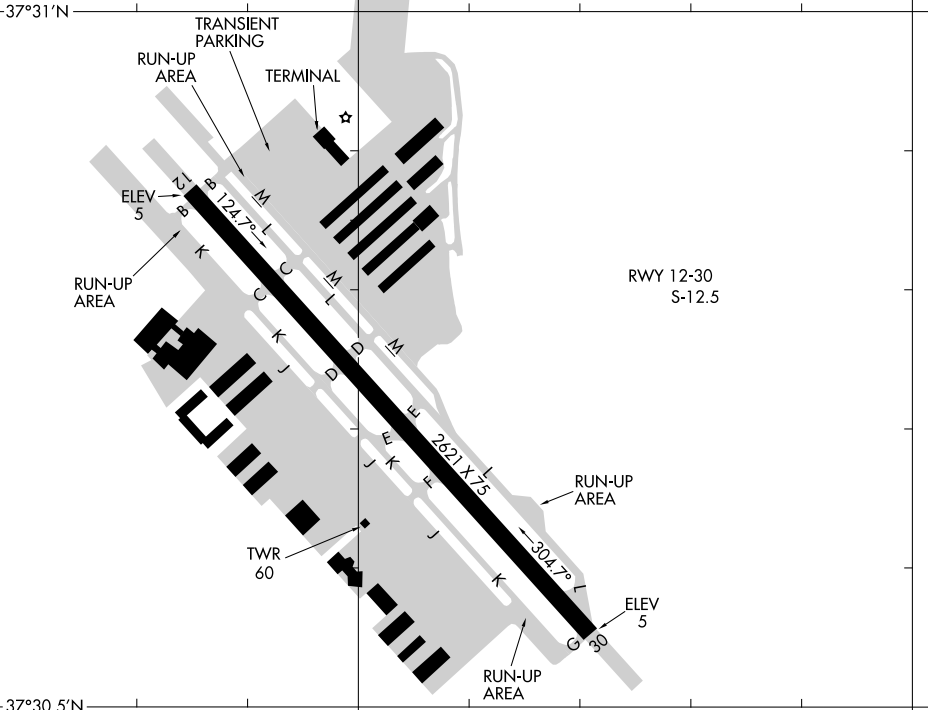 37°31'N
TRANSIENT
PARKING
RUN-UP
AREA
TERMINAL
ELEV
5
12
B
B
124.7°
M
L
K
C
C
M
L
RUN-UP
AREA
RWY 12-30
S-12.5
K
J
D
D
M
E
E
2621 X 75
L
J
K
F
RUN-UP
AREA
J
TWR
60
304.7°
K
L
ELEV
5
G
30
RUN-UP
AREA
37°30.5'N